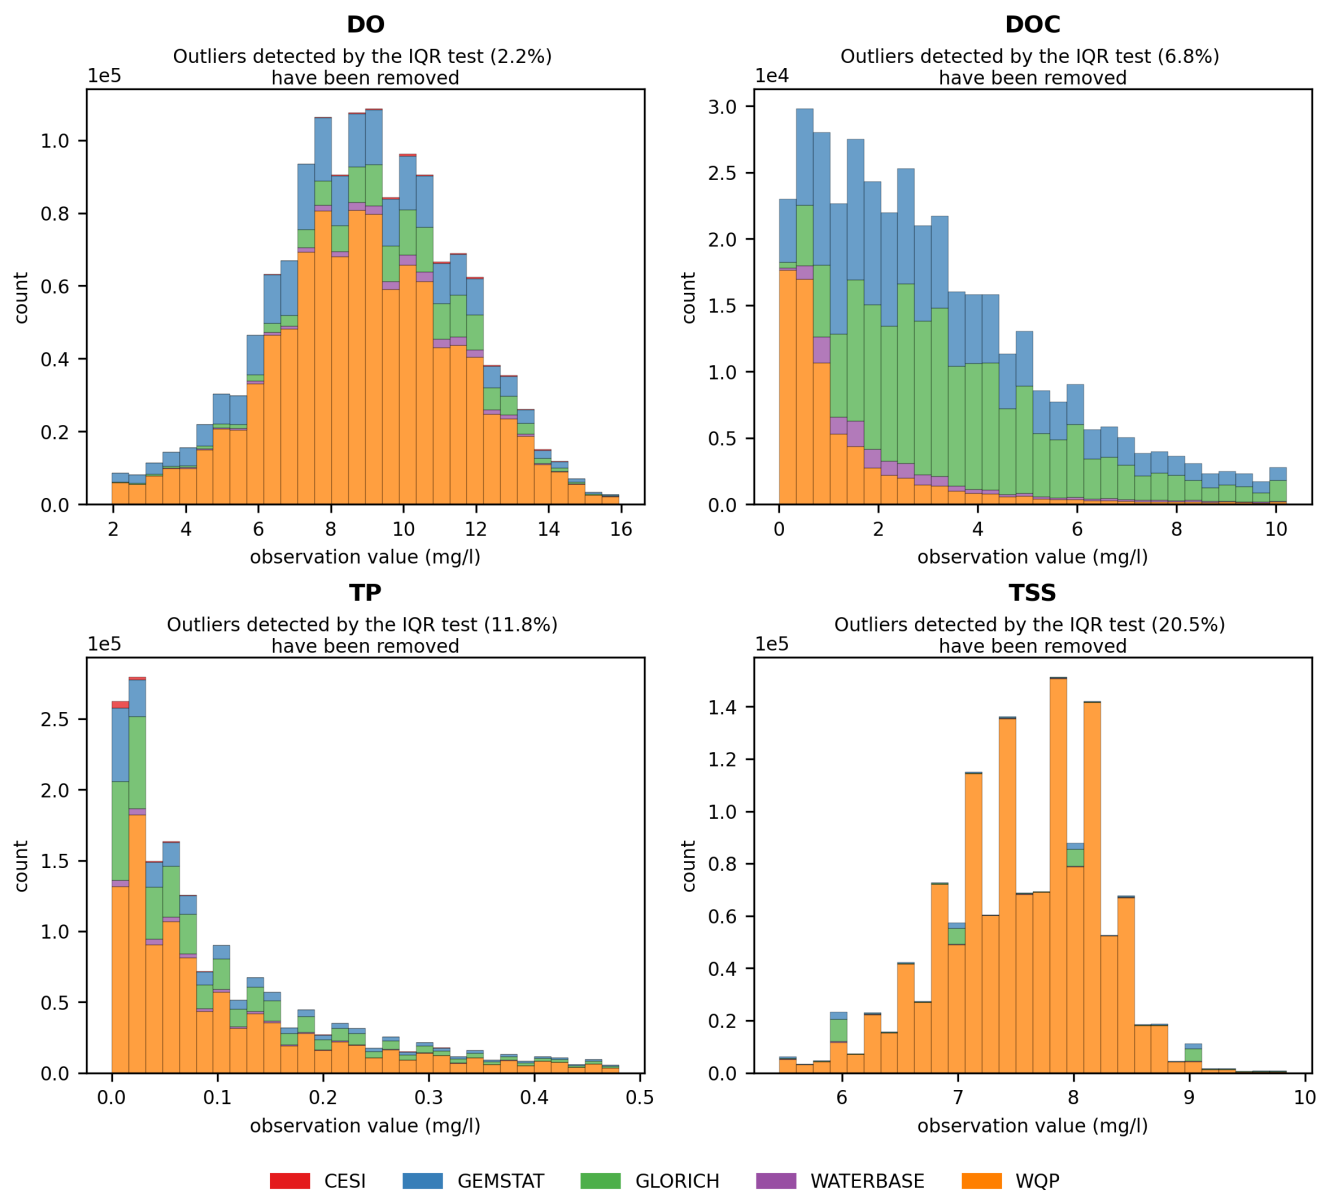 DO
Outliers detected by the IQR test (2.2%)
have been removed
1e5
1.0
0.8
0.6
0.4
0.2
0.0
count
2 4 6 8 10 12 14 16
observation value (mg/l)
DOC
Outliers detected by the IQR test (6.8%)
have been removed
1e4
3.0
2.5
2.0
1.5
1.0
0.5
0.0
count
0 2 4 6 8 10
observation value (mg/l)
TP
Outliers detected by the IQR test (11.8%)
have been removed
1e5
2.5
2.0
1.5
1.0
0.5
0.0
count
0.0 0.1 0.2 0.3 0.4 0.5
observation value (mg/l)
TSS
Outliers detected by the IQR test (20.5%)
have been removed
1e5
1.4
1.2
1.0
0.8
0.6
0.4
0.2
0.0
count
6 7 8 9 10
observation value (mg/l)
CESI GEMSTAT GLORICH WATERBASE WQP